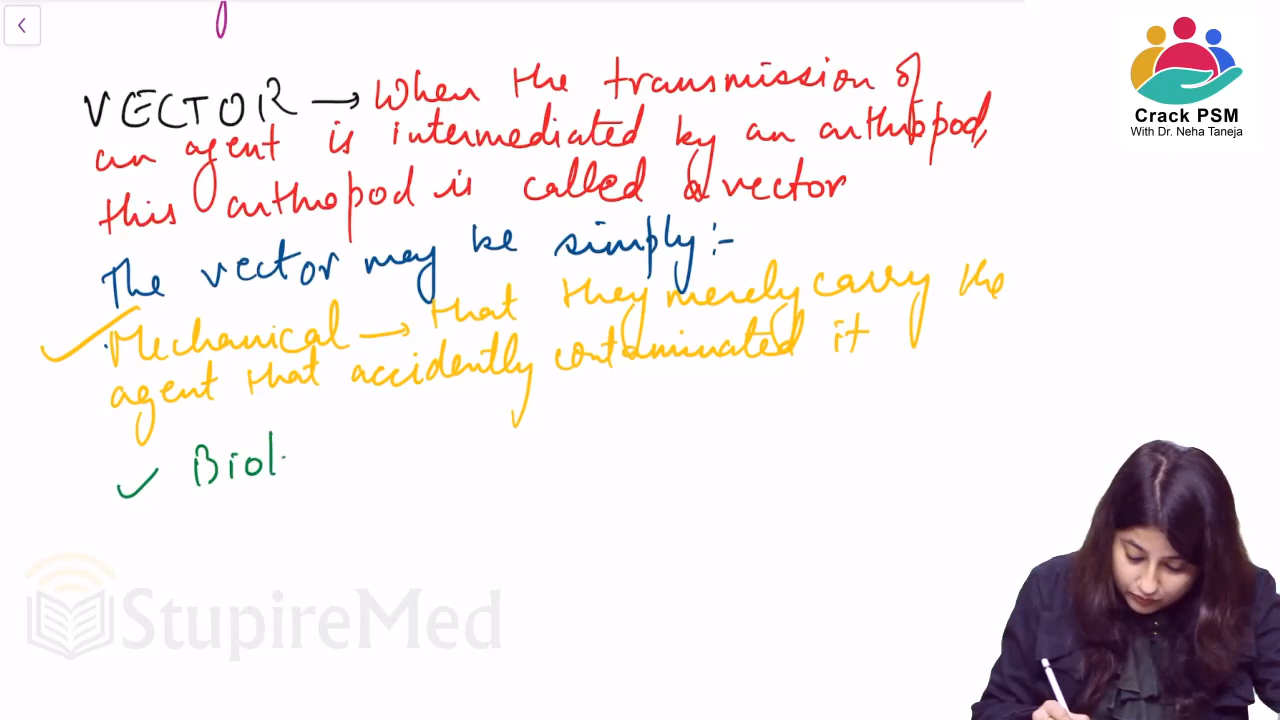 Crack PSM
With Dr. Neha Taneja
VECTOR → When the transmission of
an agent is intermediated by an arthropod,
this arthropod is called a vector
The vector may be simply:-
Mechanical → that they merely carry the
agent that accidently contaminated it
Biol
StupireMed